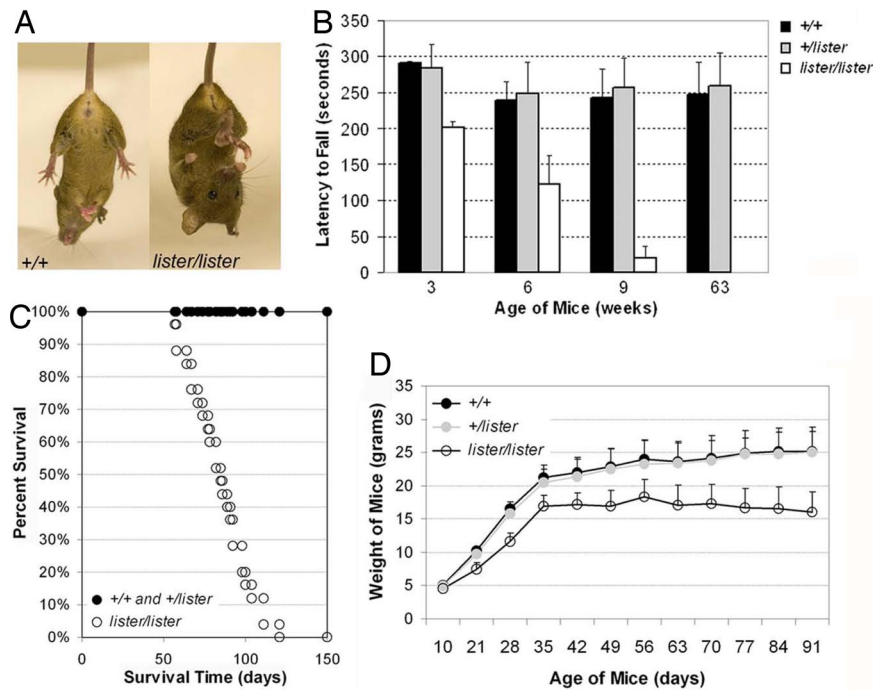 A
+/+
lister/lister
B
350
300
250
200
150
100
50
0
Latency to Fall (seconds)
3
6
9
63
Age of Mice (weeks)
+/+
+/lister
lister/lister
C
100%
90%
80%
70%
60%
50%
40%
30%
20%
10%
0%
Percent Survival
+/+ and +/lister
lister/lister
0
50
100
150
Survival Time (days)
D
35
30
25
20
15
10
5
0
Weight of Mice (grams)
+/+
+/lister
lister/lister
10 21 28 35 42 49 56 63 70 77 84 91
Age of Mice (days)